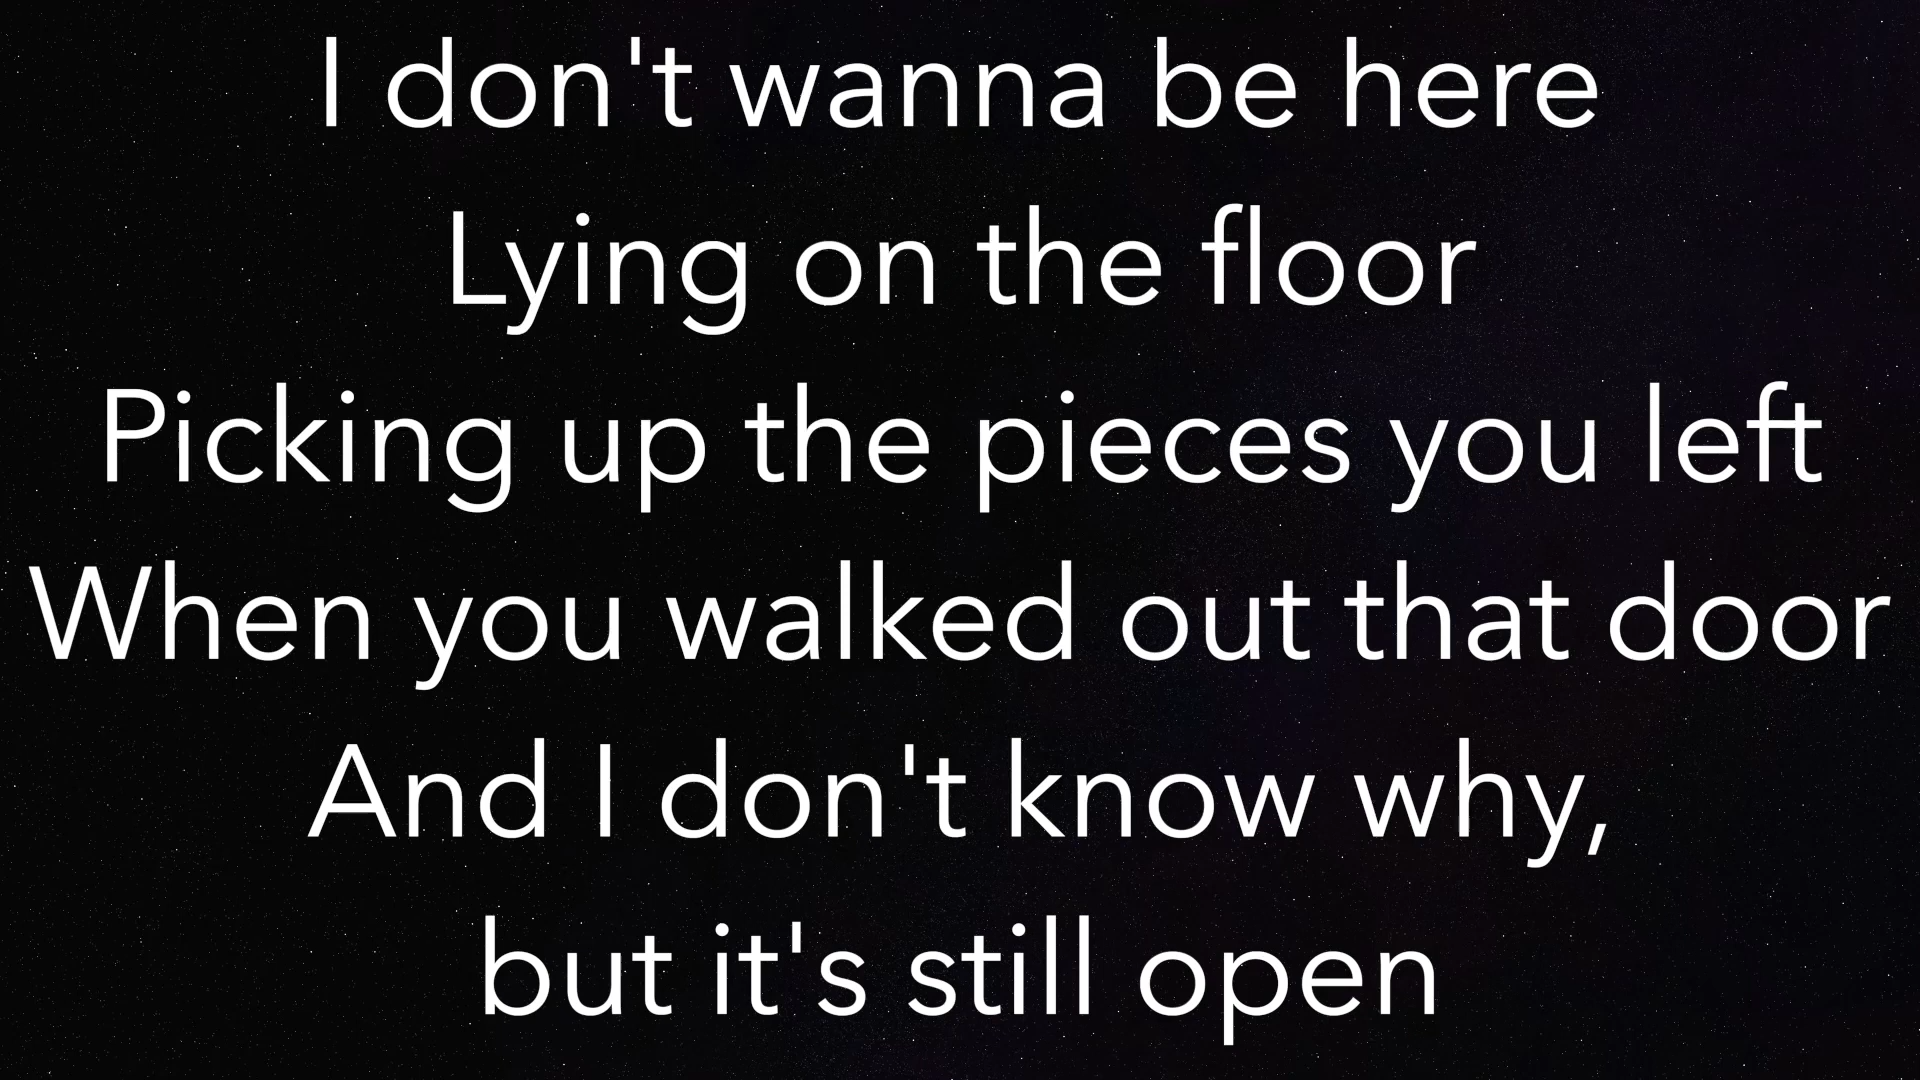 I don't wanna be here
Lying on the floor
Picking up the pieces you left
When you walked out that door
And I don't know why,
but it's still open